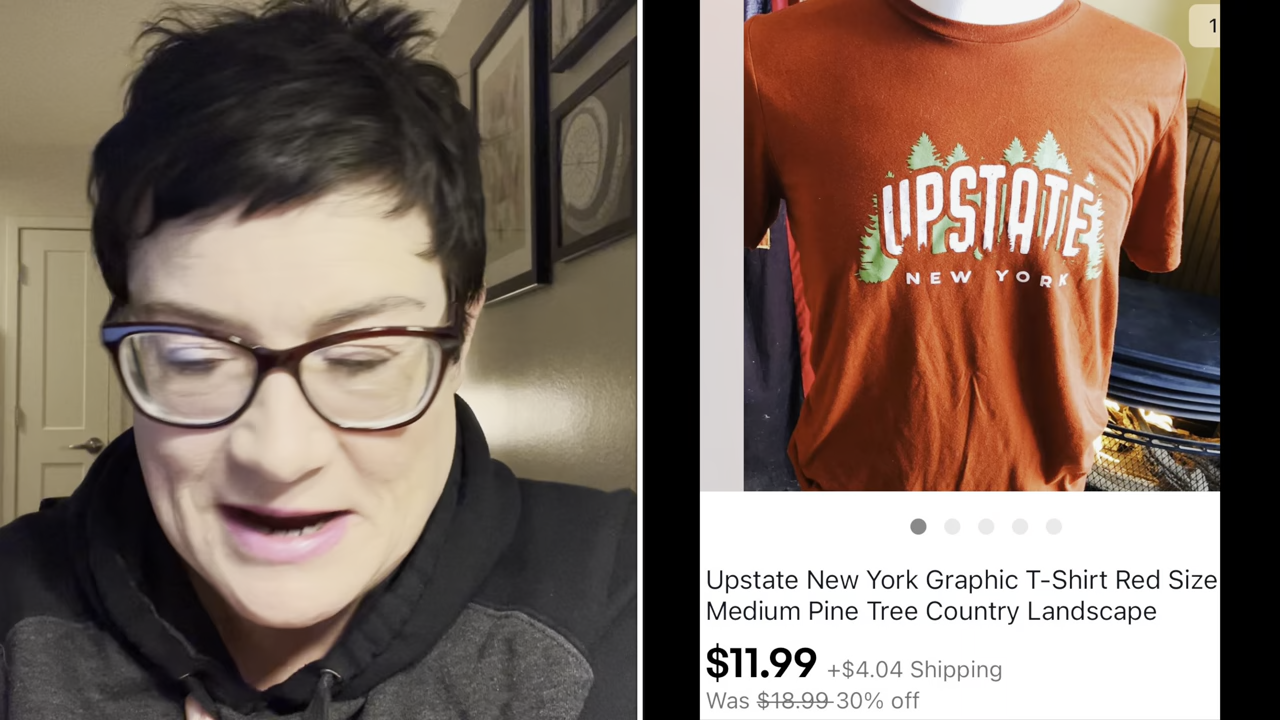 1
UPSTATE
NEW YORK
Upstate New York Graphic T-Shirt Red Size
Medium Pine Tree Country Landscape
$11.99 +$4.04 Shipping
Was $18.99 30% off